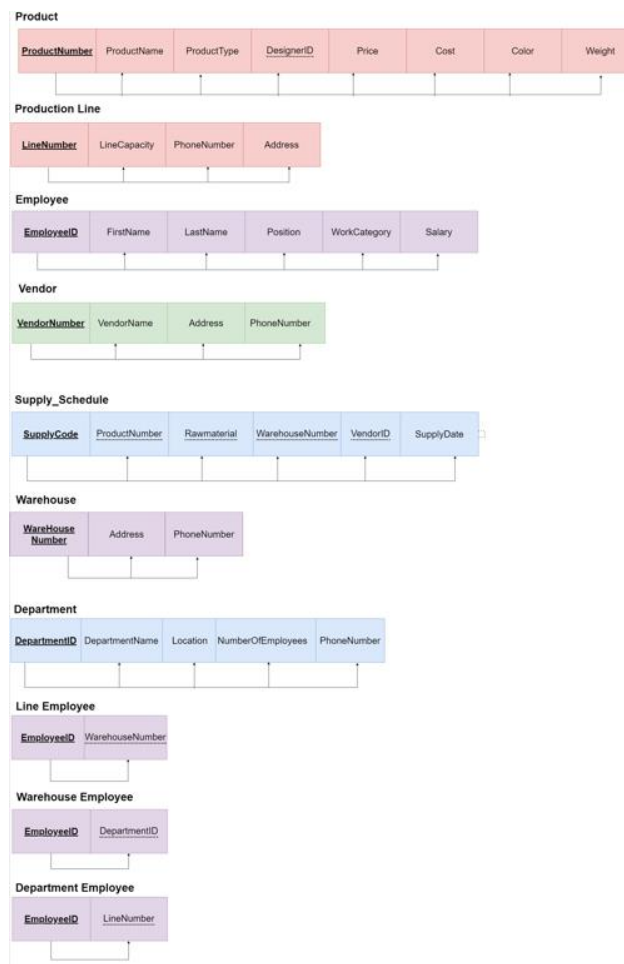 Product
ProductNumber ProductName ProductType DesignerID Price Cost Color Weight
Production Line
LineNumber LineCapacity PhoneNumber Address
Employee
EmployeeID FirstName LastName Position WorkCategory Salary
Vendor
VendorNumber VendorName Address PhoneNumber
Supply_Schedule
SupplyCode ProductNumber Rawmaterial WarehouseNumber VendorID SupplyDate
Warehouse
WareHouse
Number Address PhoneNumber
Department
DepartmentID DepartmentName Location NumberOfEmployees PhoneNumber
Line Employee
EmployeeID WarehouseNumber
Warehouse Employee
EmployeeID DepartmentID
Department Employee
EmployeeID LineNumber